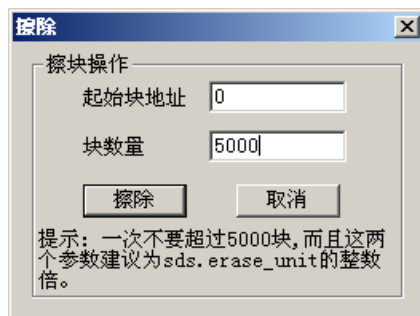 擦除
擦块操作
起始块地址 0
块数量 5000
擦除 取消
提示：一次不要超过5000块,而且这两
个参数建议为sds.erase_unit的整数
倍。